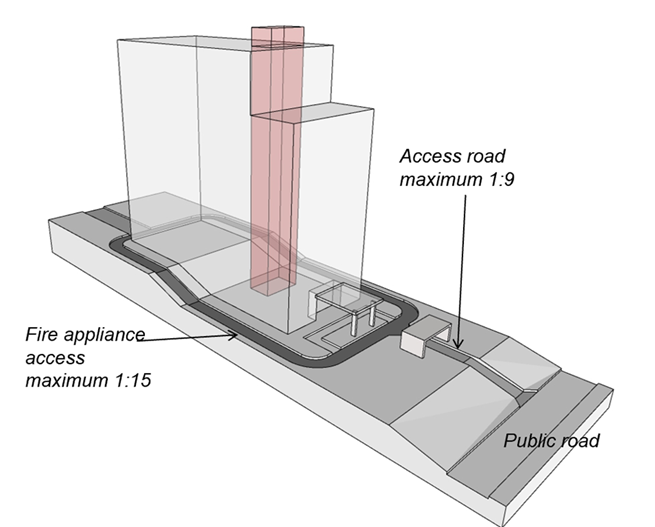 Access road
maximum 1:9
Fire appliance
access
maximum 1:15
Public road